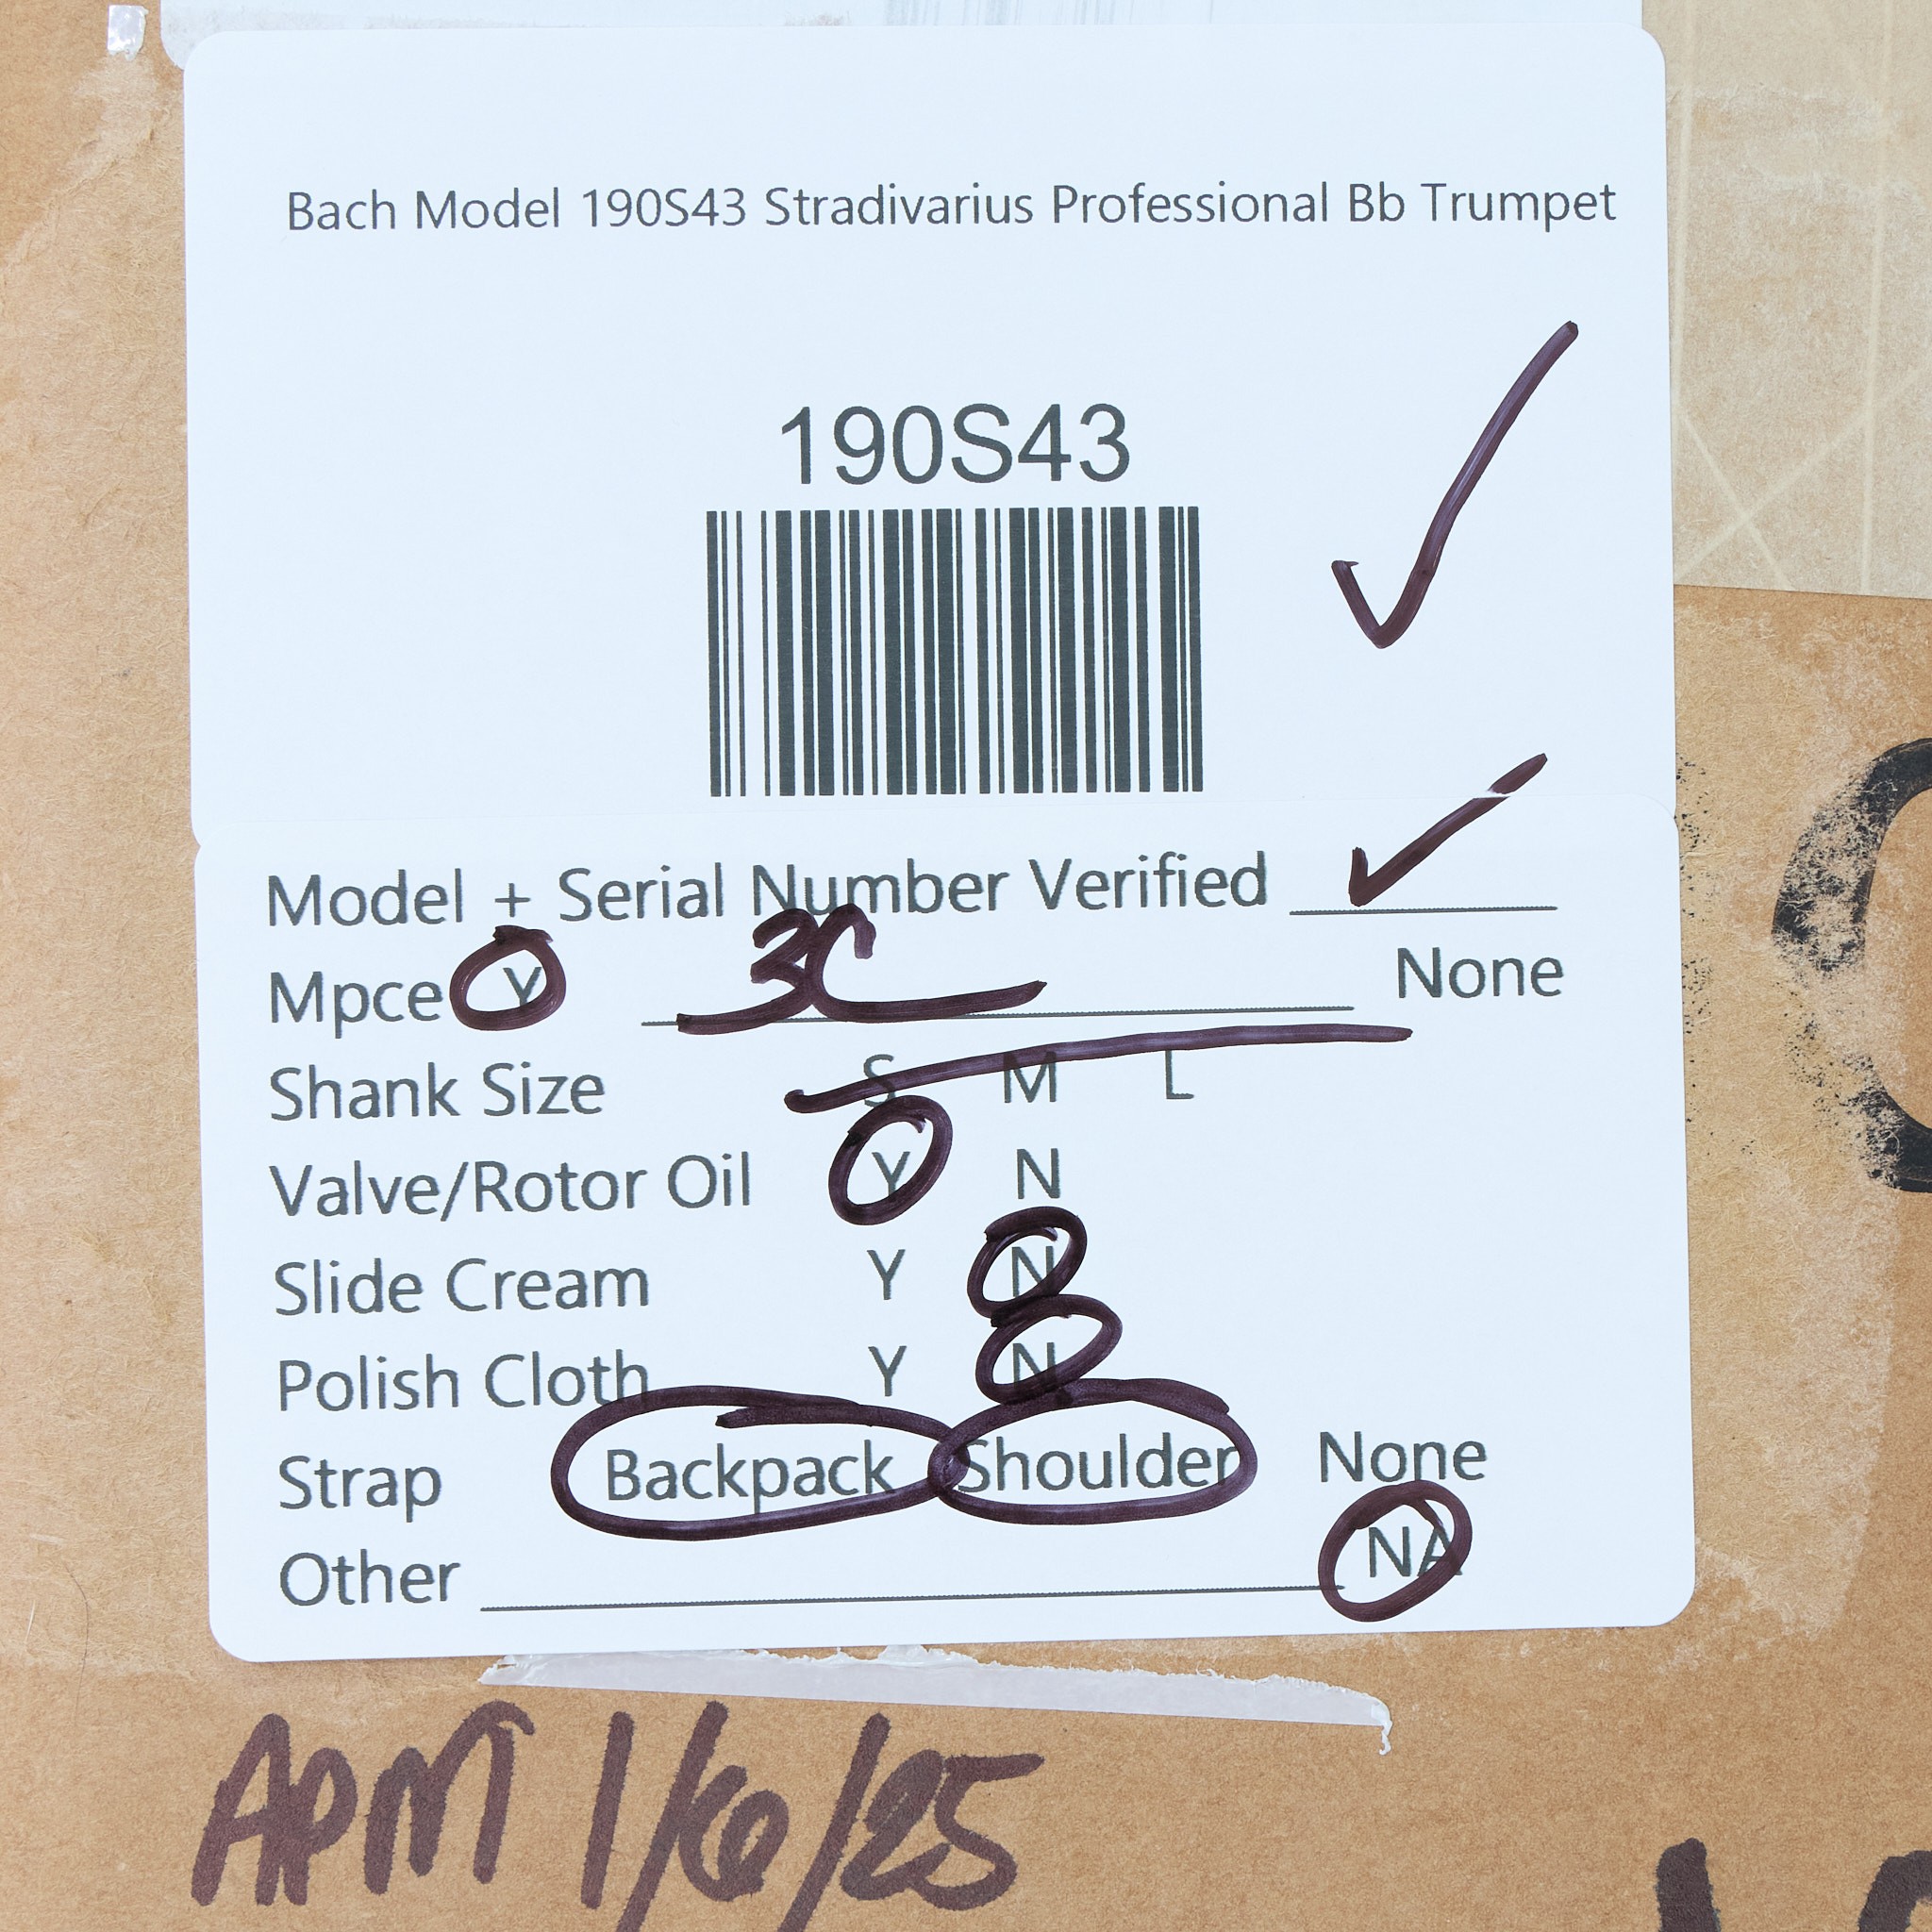 Bach Model 190S43 Stradivarius Professional Bb Trumpet
190S43
Model + Serial Number Verified
Mpce Y 3C None
Shank Size S M L
Valve/Rotor Oil Y N
Slide Cream Y N
Polish Cloth Y N
Strap Backpack Shoulder None
Other NA
APM 1/6/25